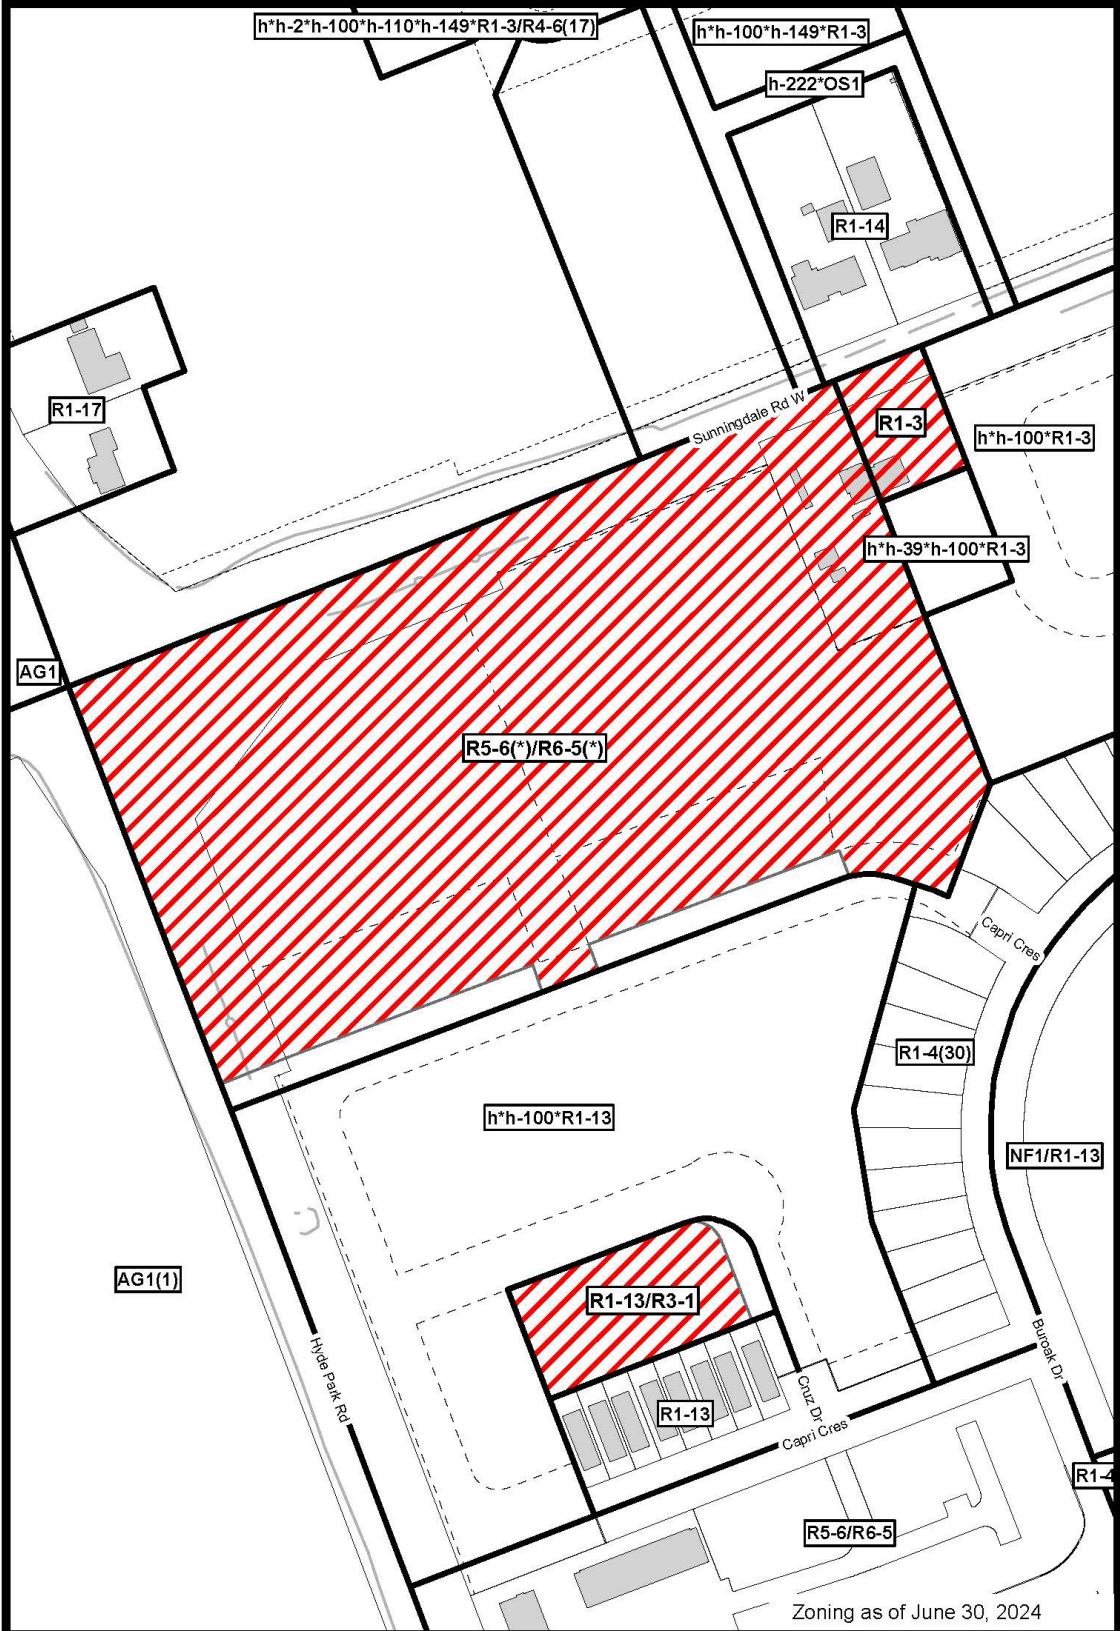 h*h-2*h-100*h-110*h-149*R1-3/R4-6(17)
h*h-100*h-149*R1-3
h-222*OS1
R1-14
R1-17
Sunningdale Rd W
R1-3
h*h-100*R1-3
h*h-39*h-100*R1-3
AG1
R5-6(*)/R6-5(*)
Capri Cres
R1-4(30)
h*h-100*R1-13
NF1/R1-13
AG1(1)
R1-13/R3-1
Hyde Park Rd
Buroak Dr
Cruz Dr
R1-13
Capri Cres
R1-4
R5-6/R6-5
Zoning as of June 30, 2024